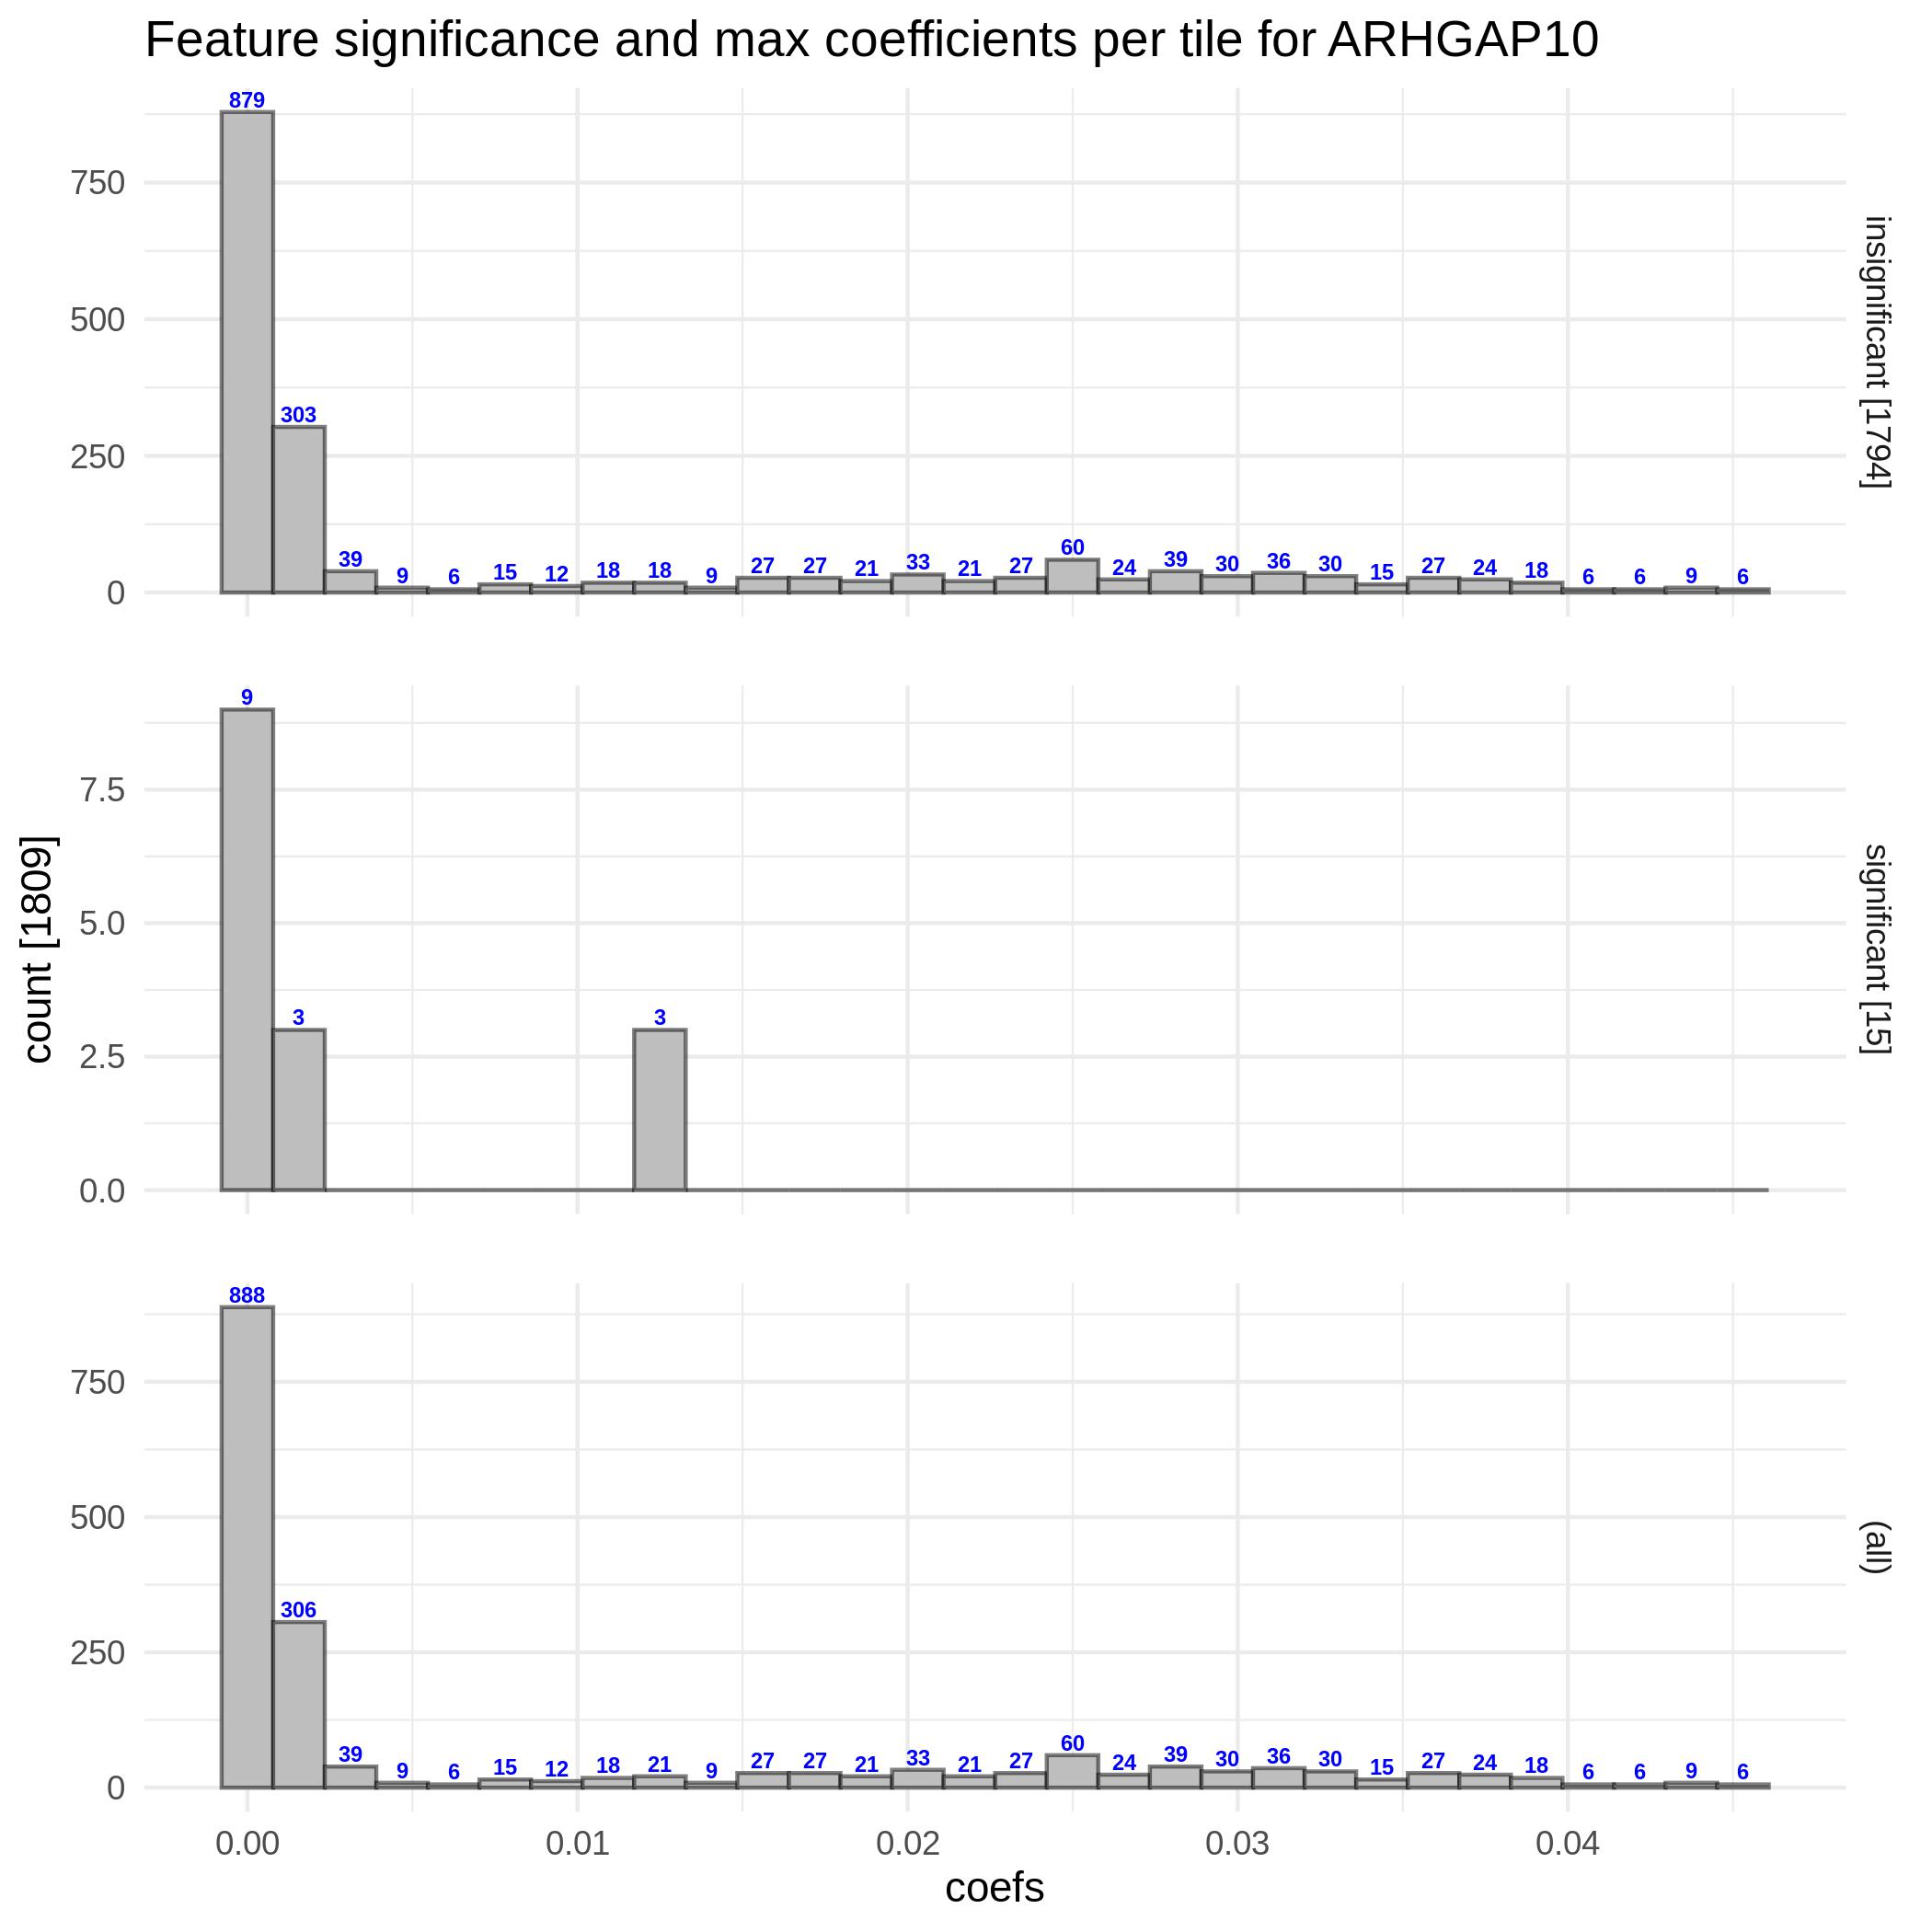 Feature significance and max coefficients per tile for ARHGAP10
879
750
500
250
0
303
39 9 6 15 12 18 18 9 27 27 21 33 21 27 60 24 39 30 36 30 15 27 24 18 6 6 9 6
insignificant [1794]
9
7.5
5.0
2.5
0.0
3
3
significant [15]
count [1809]
888
750
500
250
0
306
39 9 6 15 12 18 21 9 27 27 21 33 21 27 60 24 39 30 36 30 15 27 24 18 6 6 9 6
(all)
0.00 0.01 0.02 0.03 0.04
coefs